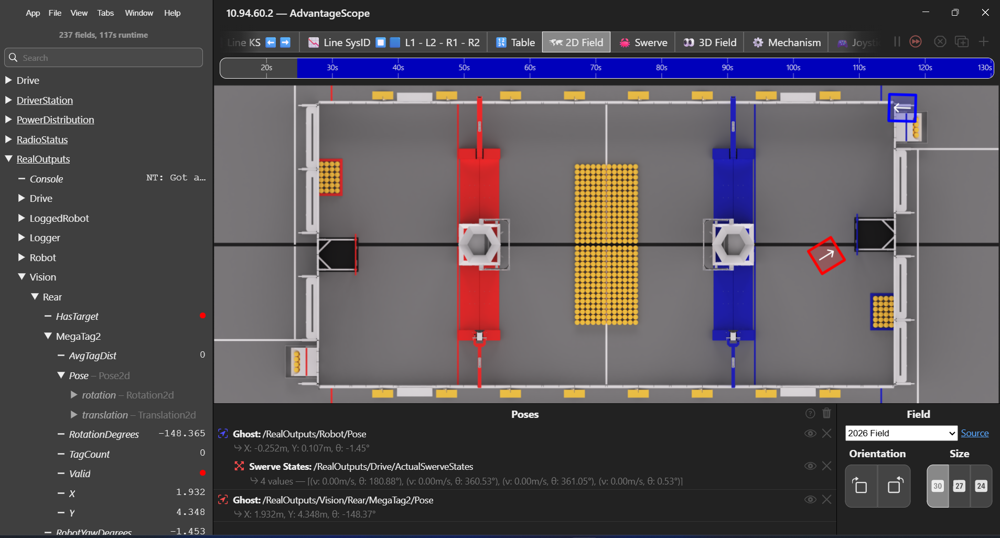 App File View Tabs Window Help
10.94.60.2 — AdvantageScope
237 fields, 117s runtime
Line KS ⬅️ ➡️ Line SysID L1 - L2 - R1 - R2 Table 2D Field Swerve 3D Field Mechanism Joysti
Search
20s 30s 40s 50s 60s 70s 80s 90s 100s 110s 120s 130s
Drive
DriverStation
PowerDistribution
RadioStatus
RealOutputs
Console NT: Got a…
Drive
LoggedRobot
Logger
Robot
Vision
Rear
HasTarget
MegaTag2
AvgTagDist 0
Pose – Pose2d
rotation – Rotation2d
translation – Translation2d
RotationDegrees -148.365
TagCount 0
Valid
X 1.932
Y 4.348
RobotYawDegrees -1.453
Poses
Ghost: /RealOutputs/Robot/Pose
X: -0.252m, Y: 0.107m, θ: -1.45°
Swerve States: /RealOutputs/Drive/ActualSwerveStates
4 values — [(v: 0.00m/s, θ: 180.88°), (v: 0.00m/s, θ: 360.53°), (v: 0.00m/s, θ: 361.05°), (v: 0.00m/s, θ: 0.53°)]
Ghost: /RealOutputs/Vision/Rear/MegaTag2/Pose
X: 1.932m, Y: 4.348m, θ: -148.37°
Field
2026 Field Source
Orientation Size
30 27 24